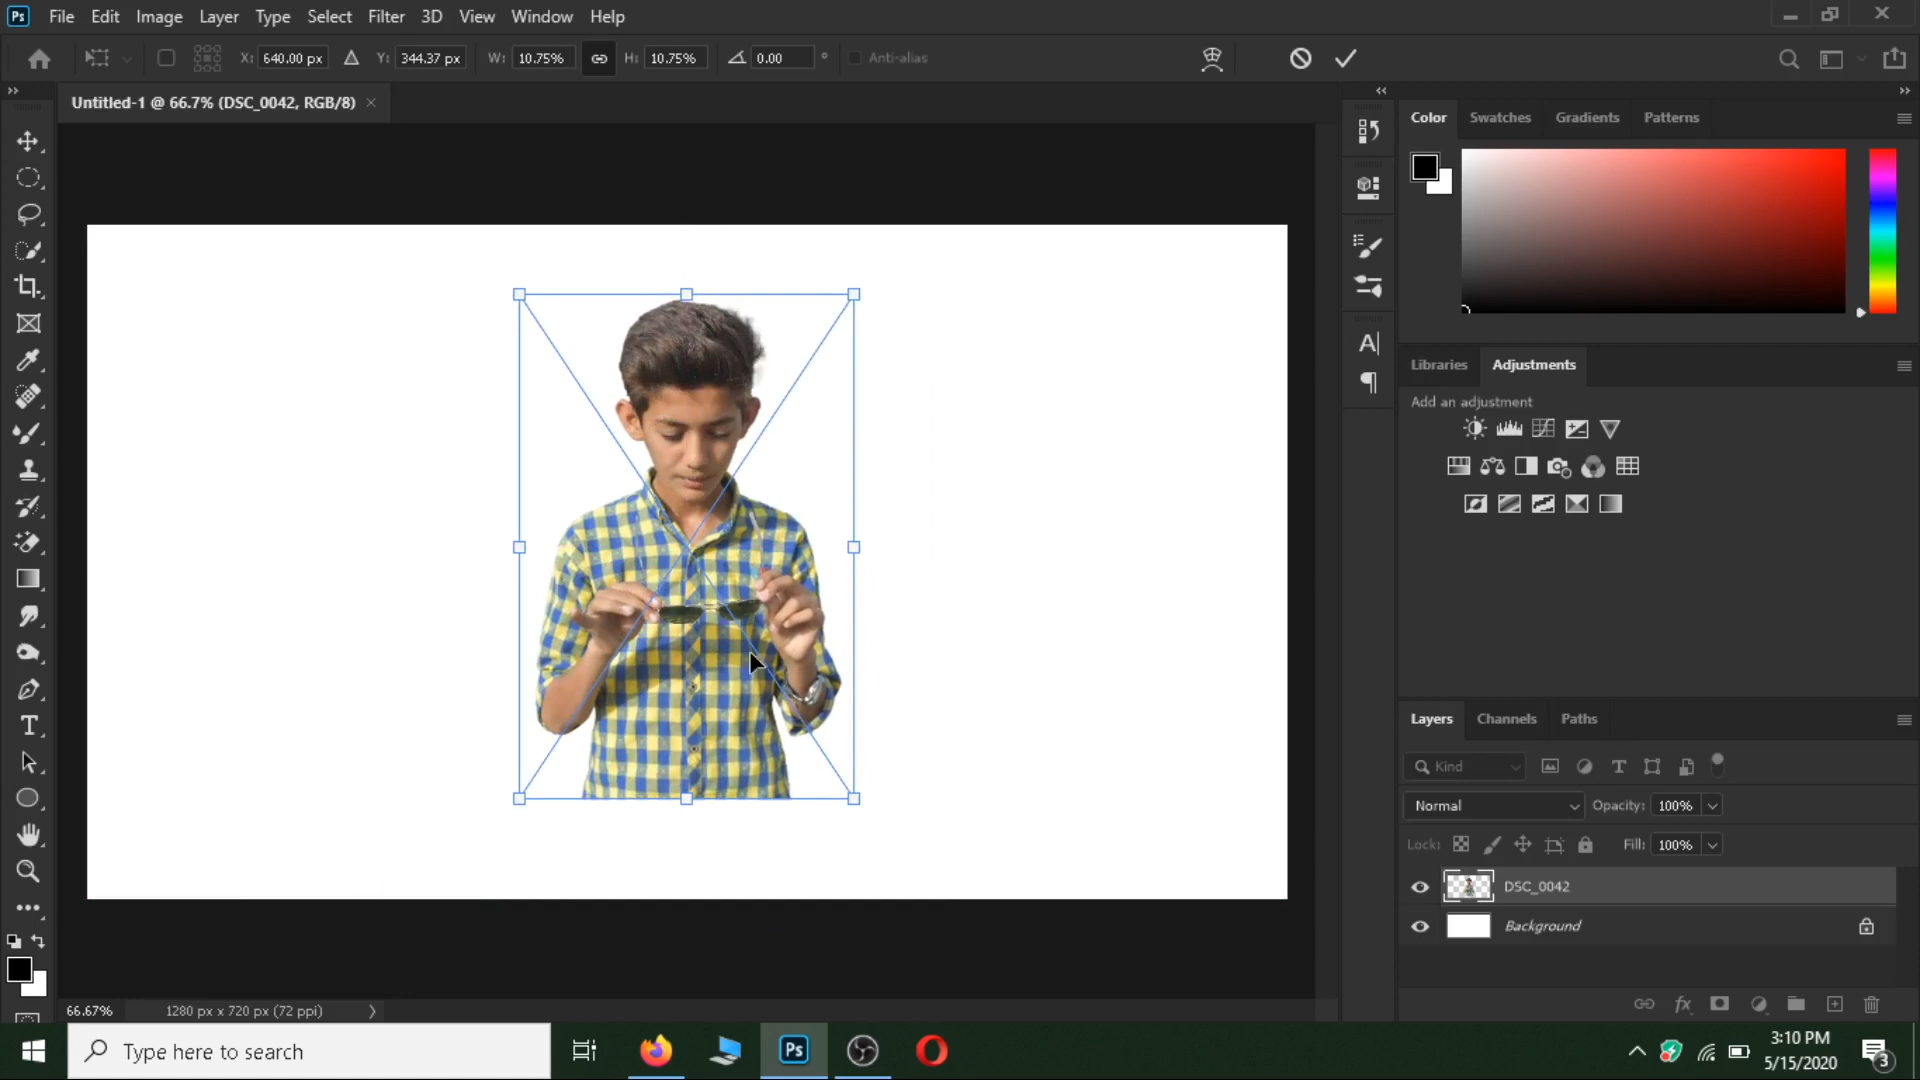 Ps File Edit Image Layer Type Select Filter 3D View Window Help
X: 640.00 px Y: 344.37 px W: 10.75% H: 10.75% 0.00 ° Anti-alias
Untitled-1 @ 66.7% (DSC_0042, RGB/8)
Color Swatches Gradients Patterns
Libraries Adjustments
Add an adjustment
Layers Channels Paths
Kind
Normal Opacity: 100%
Lock: Fill: 100%
DSC_0042
Background
66.67% 1280 px x 720 px (72 ppi)
Type here to search
Ps
3:10 PM
5/15/2020
3